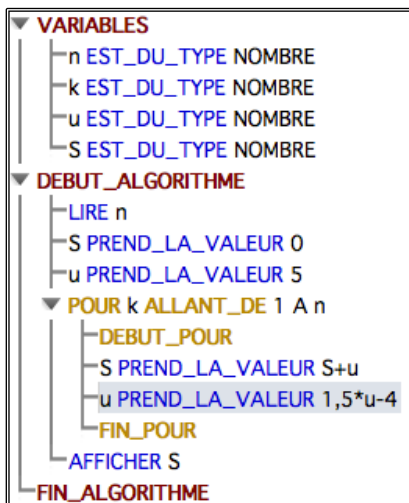 VARIABLES
n EST_DU_TYPE NOMBRE
k EST_DU_TYPE NOMBRE
u EST_DU_TYPE NOMBRE
S EST_DU_TYPE NOMBRE
DEBUT_ALGORITHME
LIRE n
S PREND_LA_VALEUR 0
u PREND_LA_VALEUR 5
POUR k ALLANT_DE 1 A n
DEBUT_POUR
S PREND_LA_VALEUR S+u
u PREND_LA_VALEUR 1,5*u-4
FIN_POUR
AFFICHER S
FIN_ALGORITHME